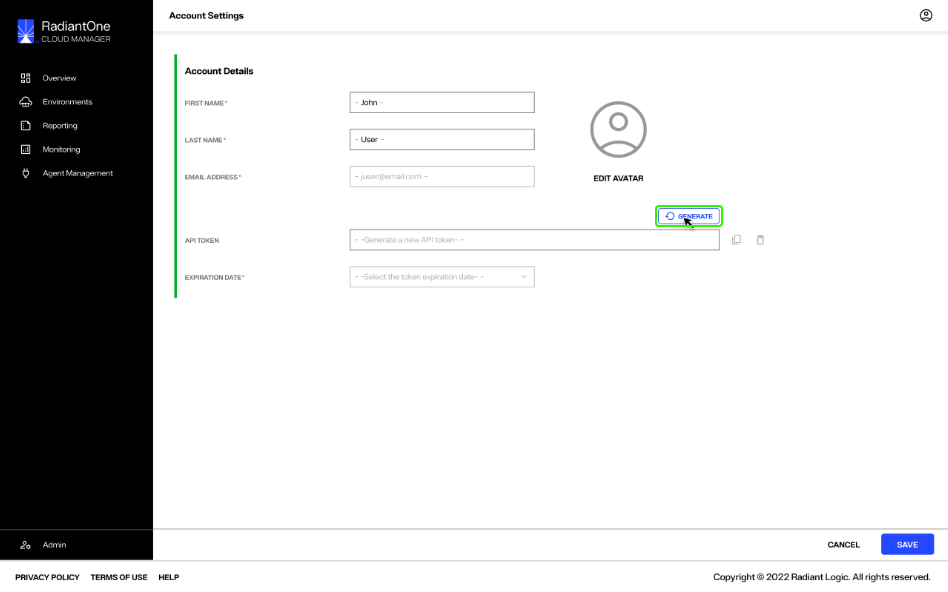 RadiantOne
CLOUD MANAGER
Account Settings
Overview
Environments
Reporting
Monitoring
Agent Management
Account Details
FIRST NAME*
- John -
LAST NAME*
- User -
EMAIL ADDRESS*
- juser@email.com -
EDIT AVATAR
GENERATE
API TOKEN
- -Generate a new API token- -
EXPIRATION DATE*
- -Select the token expiration date- -
Admin
CANCEL
SAVE
PRIVACY POLICY
TERMS OF USE
HELP
Copyright © 2022 Radiant Logic. All rights reserved.